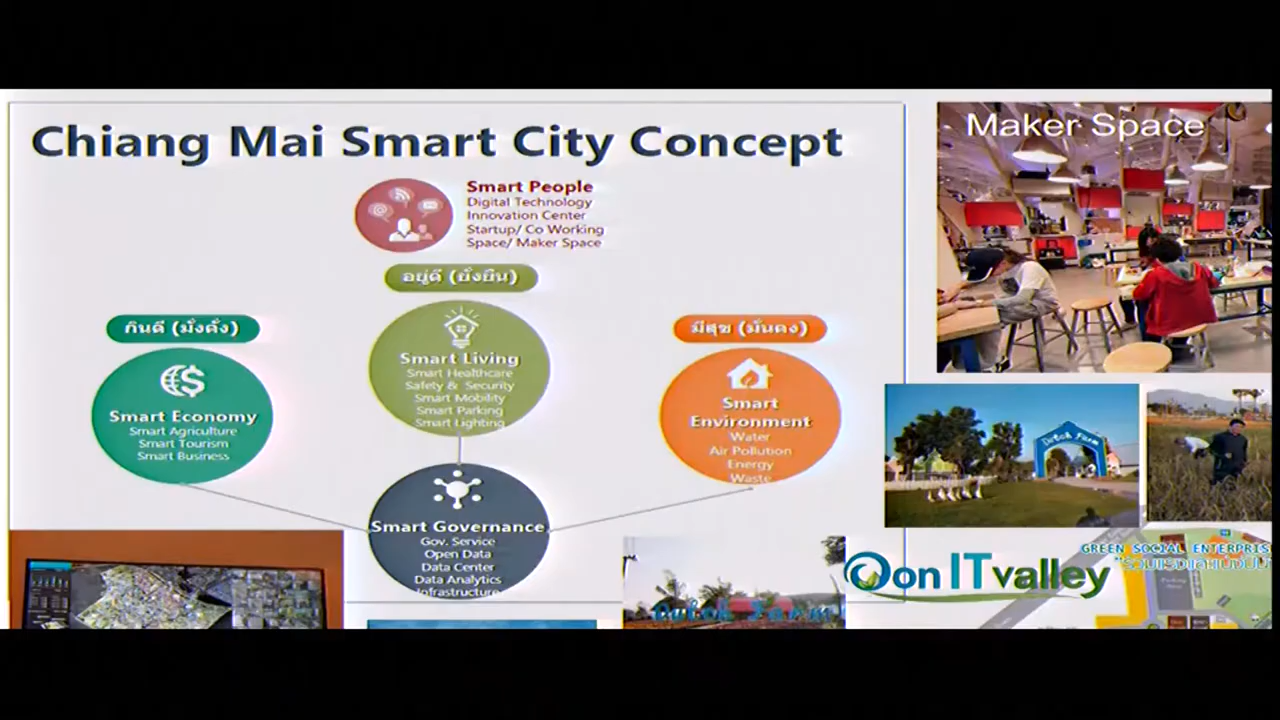 Chiang Mai Smart City Concept
Smart People
Digital Technology
Innovation Center
Startup/ Co Working
Space/ Maker Space
อยู่ดี (ยั่งยืน)
กินดี (มั่งคั่ง)
มีสุข (มั่นคง)
Smart Living
Smart Healthcare
Safety & Security
Smart Mobility
Smart Parking
Smart Lighting
Smart Economy
Smart Agriculture
Smart Tourism
Smart Business
Smart
Environment
Water
Air Pollution
Energy
Waste
Smart Governance
Gov. Service
Open Data
Data Center
Data Analytics
Infrastructure
Maker Space
Dutch Farm
Oon IT valley
GREEN SOCIAL ENTERPRIS